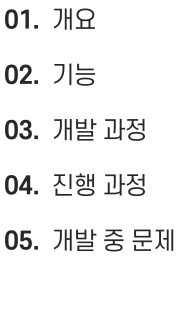 01. 개요
02. 기능
03. 개발 과정
04. 진행 과정
05. 개발 중 문제